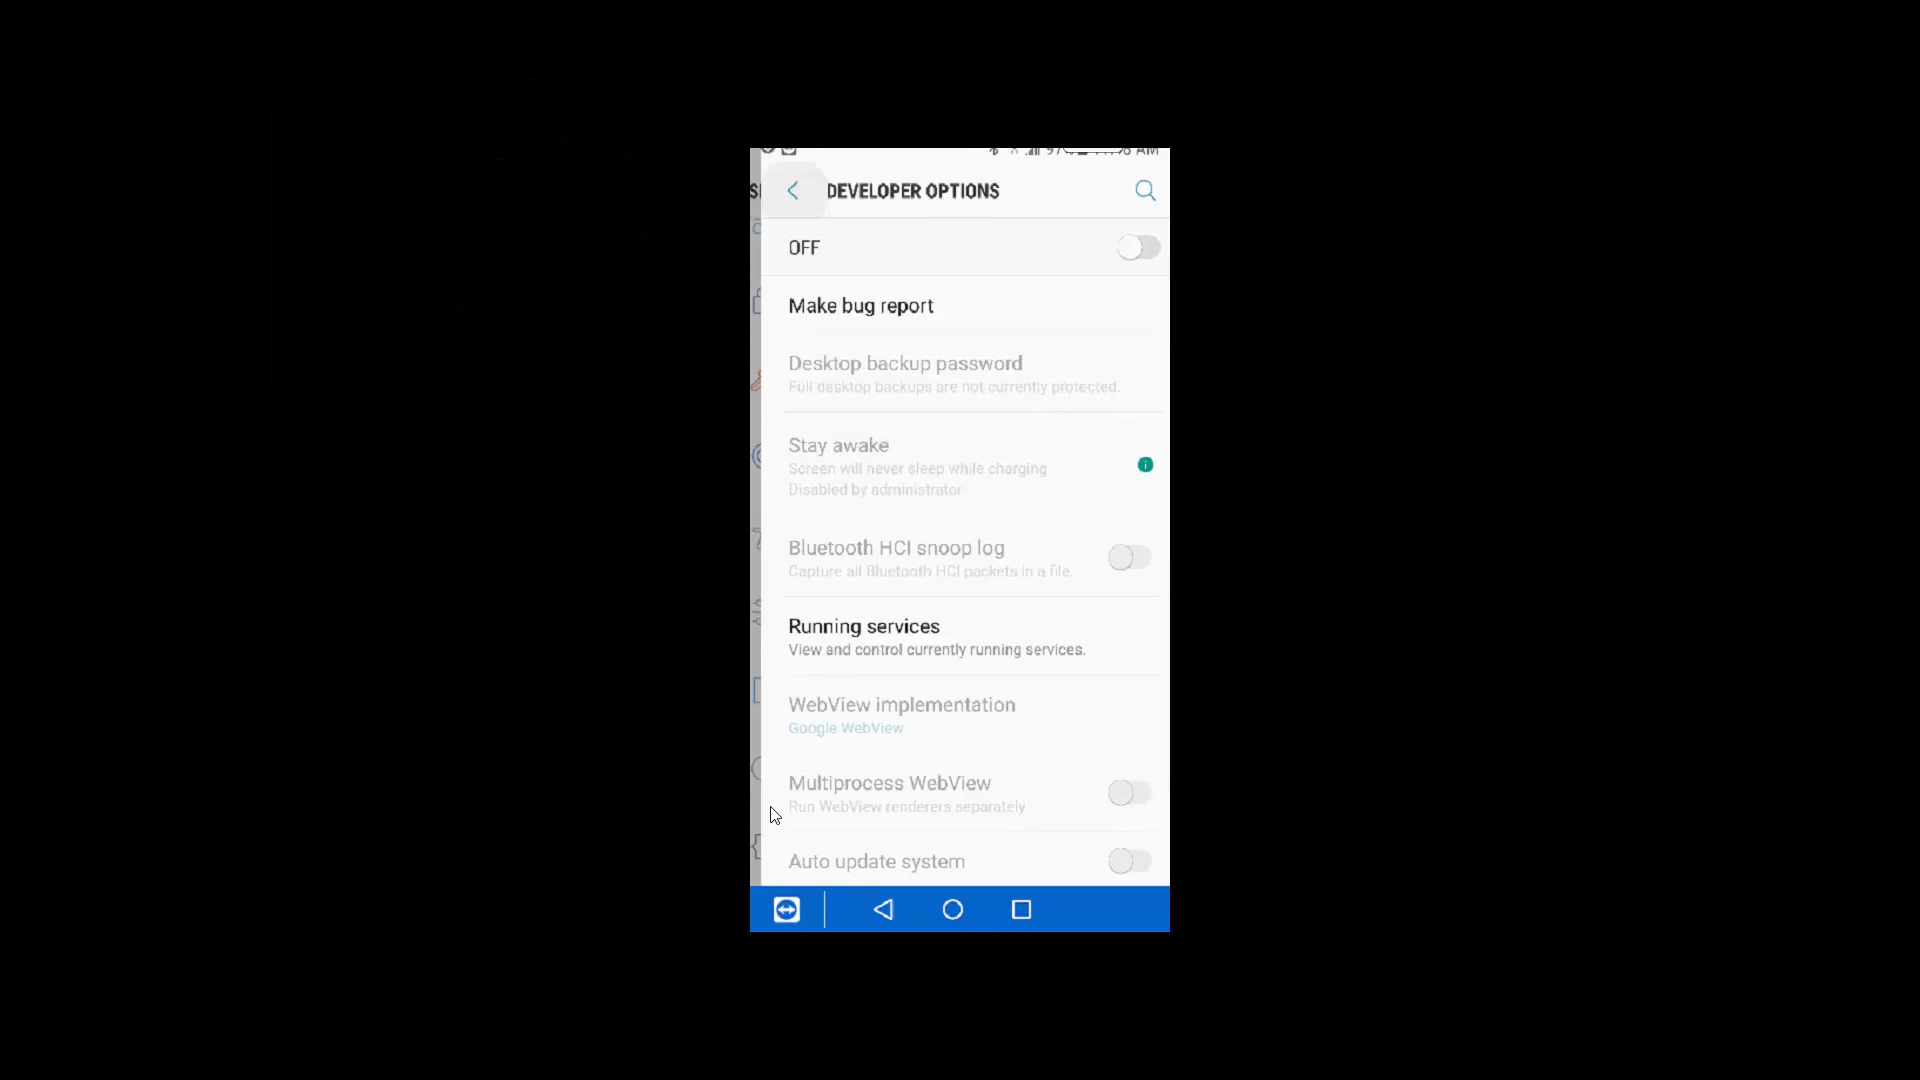 DEVELOPER OPTIONS
OFF
Make bug report
Desktop backup password
Full desktop backups are not currently protected.
Stay awake
Screen will never sleep while charging
Disabled by administrator
Bluetooth HCI snoop log
Capture all Bluetooth HCI packets in a file.
Running services
View and control currently running services.
WebView implementation
Google WebView
Multiprocess WebView
Run WebView renderers separately
Auto update system